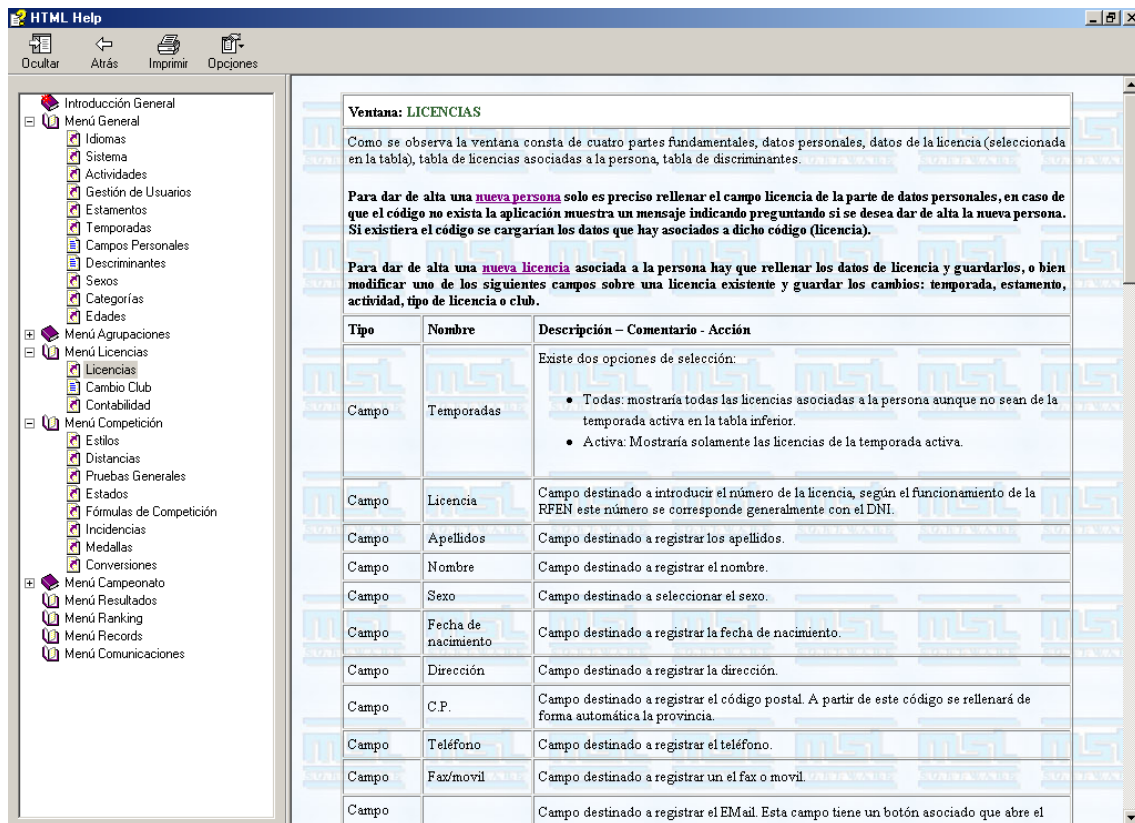 HTML Help
Ocultar
Atrás
Imprimir
Opciones
Introducción General
Menú General
Idiomas
Sistema
Actividades
Gestión de Usuarios
Estamentos
Temporadas
Campos Personales
Descriminantes
Sexos
Categorías
Edades
Menú Agrupaciones
Menú Licencias
Licencias
Cambio Club
Contabilidad
Menú Competición
Estilos
Distancias
Pruebas Generales
Estados
Fórmulas de Competición
Incidencias
Medallas
Conversiones
Menú Campeonato
Menú Resultados
Menú Ranking
Menú Records
Menú Comunicaciones
Ventana: LICENCIAS
Como se observa la ventana consta de cuatro partes fundamentales, datos personales, datos de la licencia (seleccionada
en la tabla), tabla de licencias asociadas a la persona, tabla de discriminantes.
Para dar de alta una nueva persona solo es preciso rellenar el campo licencia de la parte de datos personales, en caso de
que el código no exista la aplicación muestra un mensaje indicando preguntando si se desea dar de alta la nueva persona.
Si existiera el código se cargarían los datos que hay asociados a dicho código (licencia).
Para dar de alta una nueva licencia asociada a la persona hay que rellenar los datos de licencia y guardarlos, o bien
modificar uno de los siguientes campos sobre una licencia existente y guardar los cambios: temporada, estamento,
actividad, tipo de licencia o club.
Tipo Nombre Descripción – Comentario - Acción
Existe dos opciones de selección:
Campo Temporadas
• Todas: mostraría todas las licencias asociadas a la persona aunque no sean de la
temporada activa en la tabla inferior.
• Activa: Mostraría solamente las licencias de la temporada activa.
Campo Licencia Campo destinado a introducir el número de la licencia, según el funcionamiento de la
RFEN este número se corresponde generalmente con el DNI.
Campo Apellidos Campo destinado a registrar los apellidos.
Campo Nombre Campo destinado a registrar el nombre.
Campo Sexo Campo destinado a seleccionar el sexo.
Campo Fecha de
nacimiento Campo destinado a registrar la fecha de nacimiento.
Campo Dirección Campo destinado a registrar la dirección.
Campo C.P. Campo destinado a registrar el código postal. A partir de este código se rellenará de
forma automática la provincia.
Campo Teléfono Campo destinado a registrar el teléfono.
Campo Fax/movil Campo destinado a registrar un el fax o movil.
Campo Campo destinado a registrar el EMail. Esta campo tiene un botón asociado que abre el